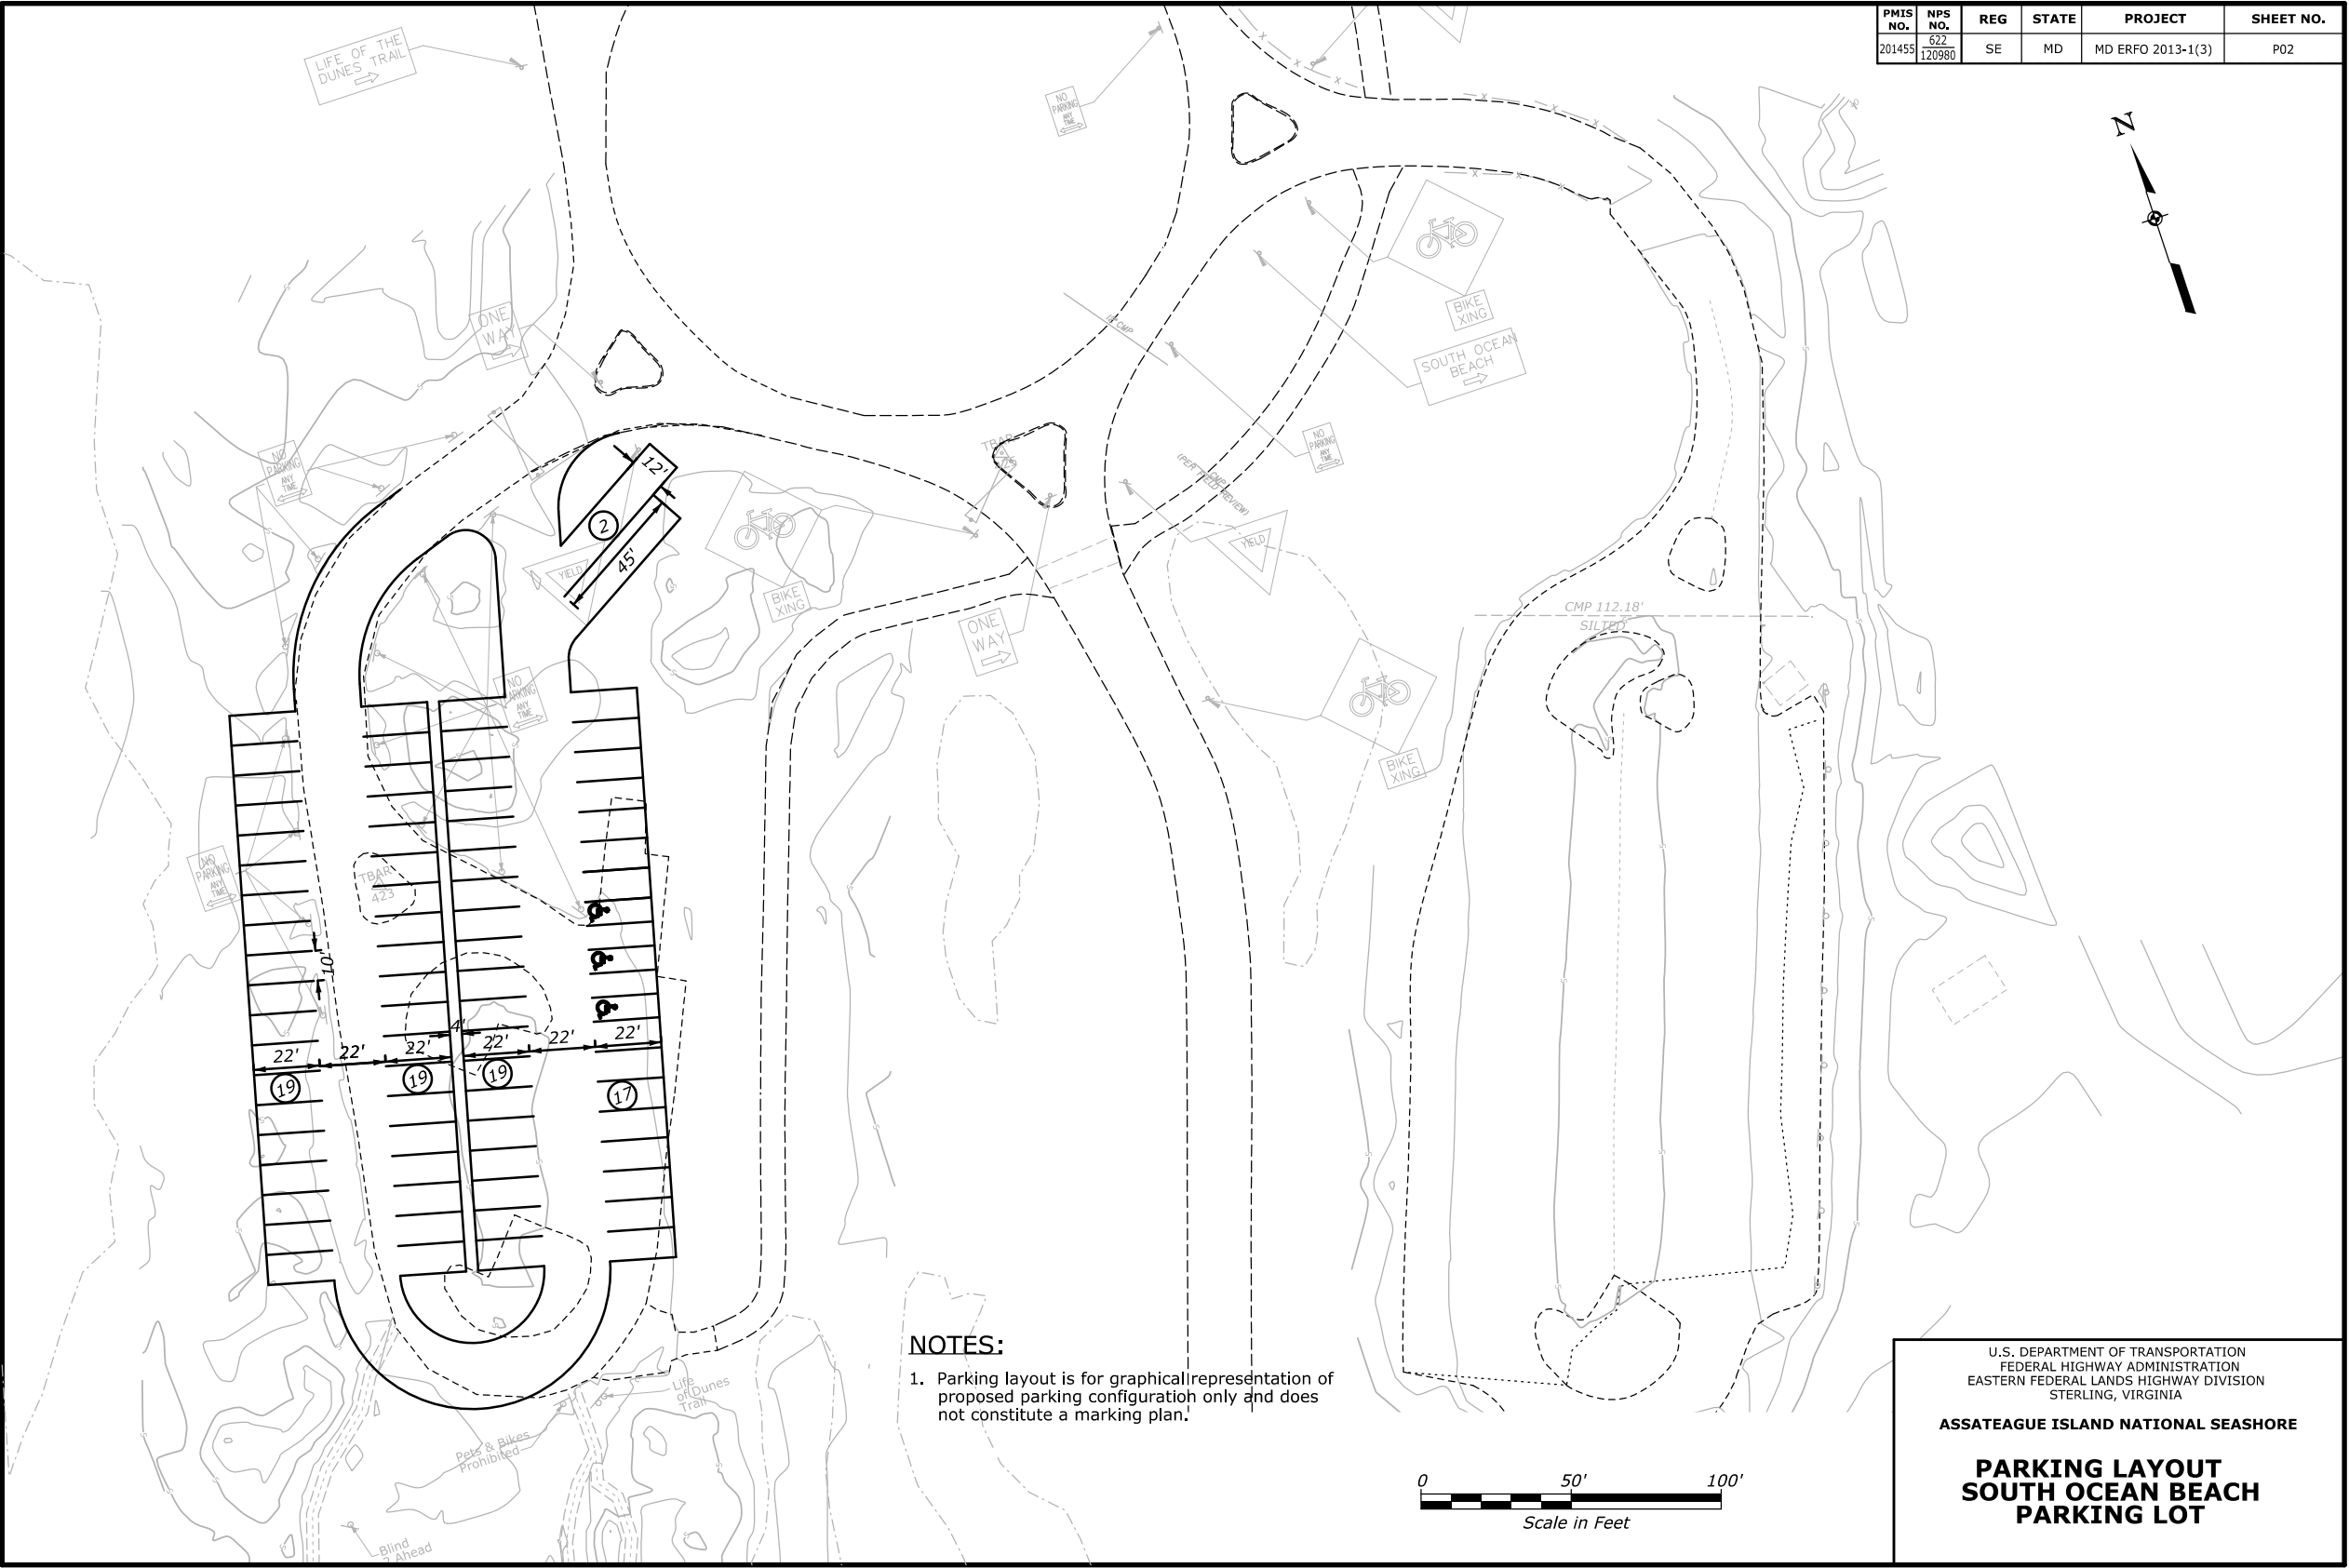 PMIS NO. NPS NO. REG STATE PROJECT SHEET NO.
201455 622 120980 SE MD MD ERFO 2013-1(3) P02
N
LIFE OF THE
DUNES TRAIL
NO
PARKING
ANY
TIME
ONE
WAY
BIKE
XING
SOUTH OCEAN
BEACH
NO
PARKING
ANY
TIME
NO
PARKING
ANY
TIME
TBAR
CMP
(PER FIELD REVIEW)
12'
2
45'
YIELD
YIELD
BIKE
XING
ONE
WAY
CMP 112.18'
SILTED
NO
PARKING
ANY
TIME
BIKE
XING
NO
PARKING
ANY
TIME
TBAR
423
10'
4'
22' 22' 22' 22' 22' 22'
19 19 19 17
NOTES:
1. Parking layout is for graphical representation of
proposed parking configuration only and does
not constitute a marking plan.
Life
of Dunes
Trail
Pets & Bikes
Prohibited
Blind
Ahead
0 50' 100'
Scale in Feet
U.S. DEPARTMENT OF TRANSPORTATION
FEDERAL HIGHWAY ADMINISTRATION
EASTERN FEDERAL LANDS HIGHWAY DIVISION
STERLING, VIRGINIA
ASSATEAGUE ISLAND NATIONAL SEASHORE
PARKING LAYOUT
SOUTH OCEAN BEACH
PARKING LOT